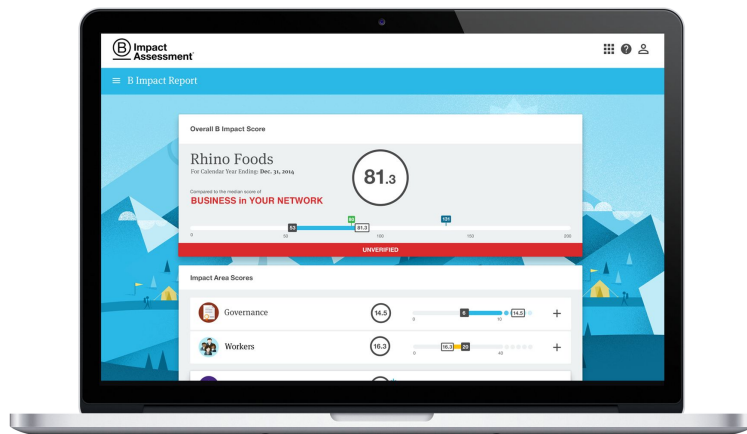 B Impact
Assessment
B Impact Report
Overall B Impact Score
Rhino Foods
For Calendar Year Ending: Dec. 31, 2014
81.3
Compared to the median score of
BUSINESS in YOUR NETWORK
80
131
53
81.3
0
50
100
150
200
UNVERIFIED
Impact Area Scores
Governance
14.5
6
14.5
0
10
Workers
16.3
16.3
20
0
40